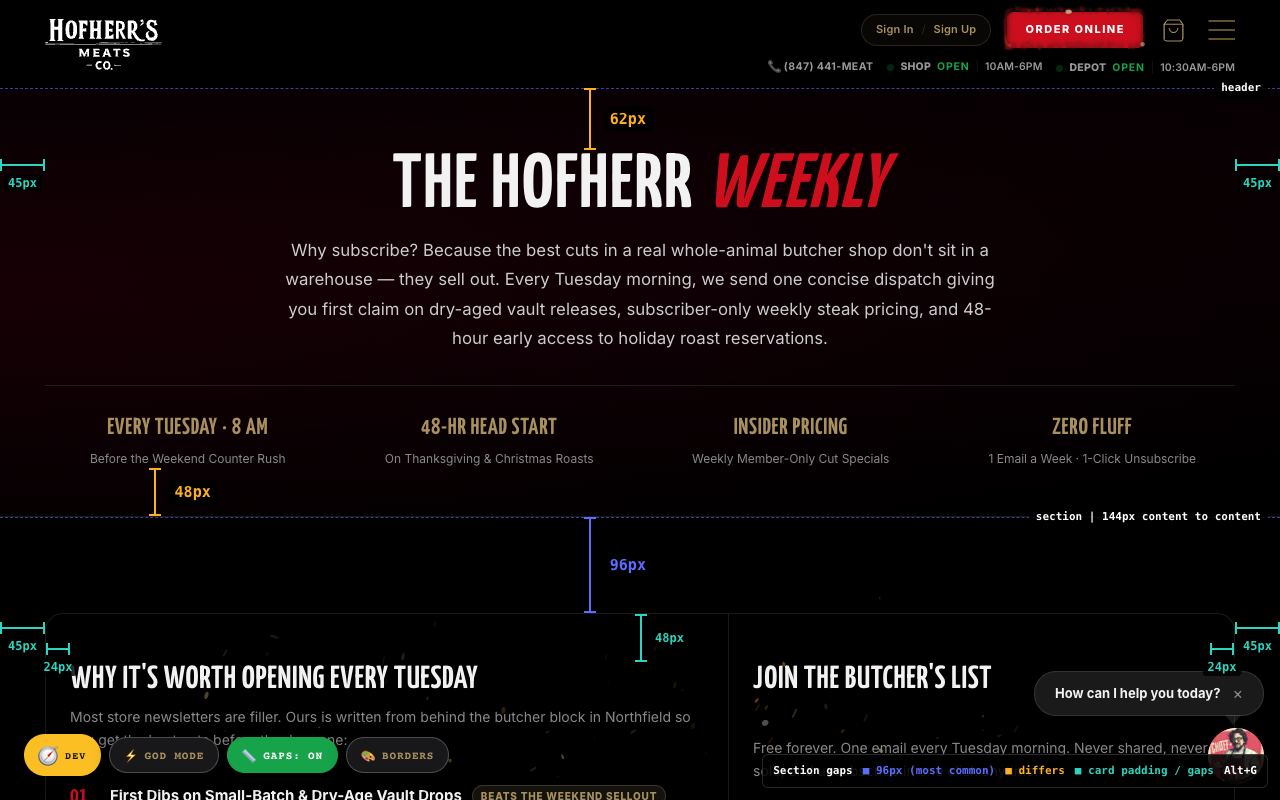 HOFHERR'S
MEATS
-CO.-
Sign In / Sign Up
ORDER ONLINE
(847) 441-MEAT
SHOP OPEN 10AM-6PM
DEPOT OPEN 10:30AM-6PM
header
62px
45px
45px
THE HOFHERR WEEKLY
Why subscribe? Because the best cuts in a real whole-animal butcher shop don't sit in a
warehouse — they sell out. Every Tuesday morning, we send one concise dispatch giving
you first claim on dry-aged vault releases, subscriber-only weekly steak pricing, and 48-
hour early access to holiday roast reservations.
EVERY TUESDAY · 8 AM
Before the Weekend Counter Rush
48-HR HEAD START
On Thanksgiving & Christmas Roasts
INSIDER PRICING
Weekly Member-Only Cut Specials
ZERO FLUFF
1 Email a Week · 1-Click Unsubscribe
48px
section | 144px content to content
96px
45px
24px
48px
45px
24px
WHY IT'S WORTH OPENING EVERY TUESDAY
Most store newsletters are filler. Ours is written from behind the butcher block in Northfield so
01 First Dibs on Small-Batch & Dry-Age Vault Drops BEATS THE WEEKEND SELLOUT
JOIN THE BUTCHER'S LIST
Free forever. One email every Tuesday morning. Never shared, never
How can I help you today? ×
DEV
GOD MODE
GAPS: ON
BORDERS
Section gaps 96px (most common) differs card padding / gaps Alt+G